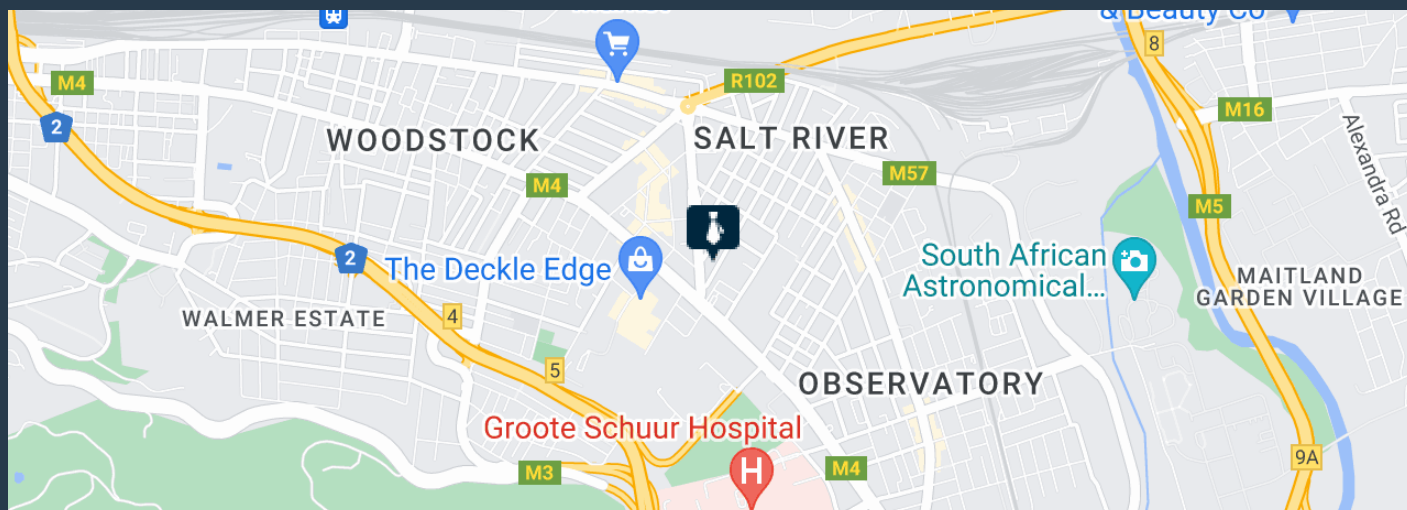 & Beauty Co
8
M4
R102
M16
2
WOODSTOCK
SALT RIVER
Alexandra Rd
M4
M57
M5
2
The Deckle Edge
South African
Astronomical...
MAITLAND
GARDEN VILLAGE
WALMER ESTATE
4
5
OBSERVATORY
Groote Schuur Hospital
H
M3
M4
9A